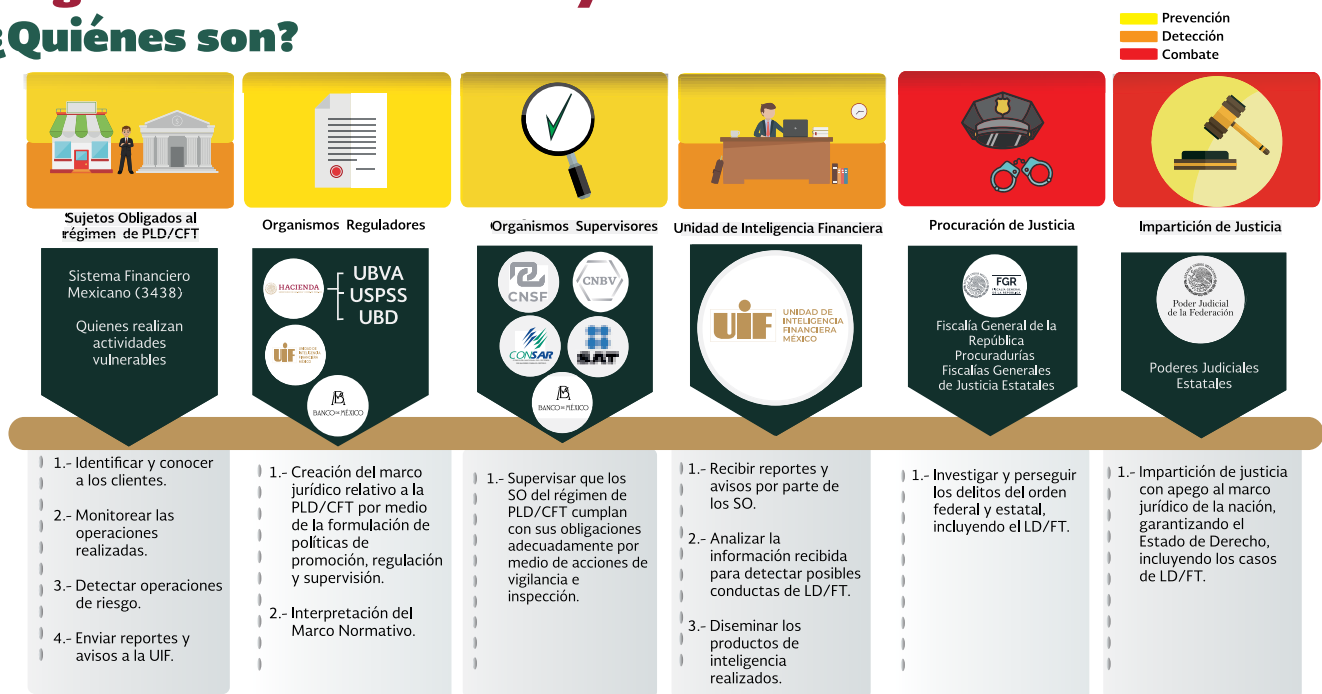 ¿Quiénes son?
Prevención
Detección
Combate
Sujetos Obligados al
régimen de PLD/CFT
Sistema Financiero
Mexicano (3438)
Quienes realizan
actividades
vulnerables
1.- Identificar y conocer
a los clientes.
2.- Monitorear las
operaciones
realizadas.
3.- Detectar operaciones
de riesgo.
4.- Enviar reportes y
avisos a la UIF.
Organismos Reguladores
HACIENDA
UBVA
USPSS
UBD
UIF
BANCO DE MÉXICO
1.- Creación del marco
jurídico relativo a la
PLD/CFT por medio
de la formulación de
políticas de
promoción, regulación
y supervisión.
2.- Interpretación del
Marco Normativo.
Organismos Supervisores
CNSF
CNBV
CONSAR
SAT
BANCO DE MÉXICO
1.- Supervisar que los
SO del régimen de
PLD/CFT cumplan
con sus obligaciones
adecuadamente por
medio de acciones de
vigilancia e
inspección.
Unidad de Inteligencia Financiera
UIF
UNIDAD DE
INTELIGENCIA
FINANCIERA
MÉXICO
1.- Recibir reportes y
avisos por parte de
los SO.
2.- Analizar la
información recibida
para detectar posibles
conductas de LD/FT.
3.- Diseminar los
productos de
inteligencia
realizados.
Procuración de Justicia
FGR
Fiscalía General de la
República
Procuradurías
Fiscalías Generales
de Justicia Estatales
1.- Investigar y perseguir
los delitos del orden
federal y estatal,
incluyendo el LD/FT.
Impartición de Justicia
Poder Judicial
de la Federación
Poderes Judiciales
Estatales
1.- Impartición de justicia
con apego al marco
jurídico de la nación,
garantizando el
Estado de Derecho,
incluyendo los casos
de LD/FT.